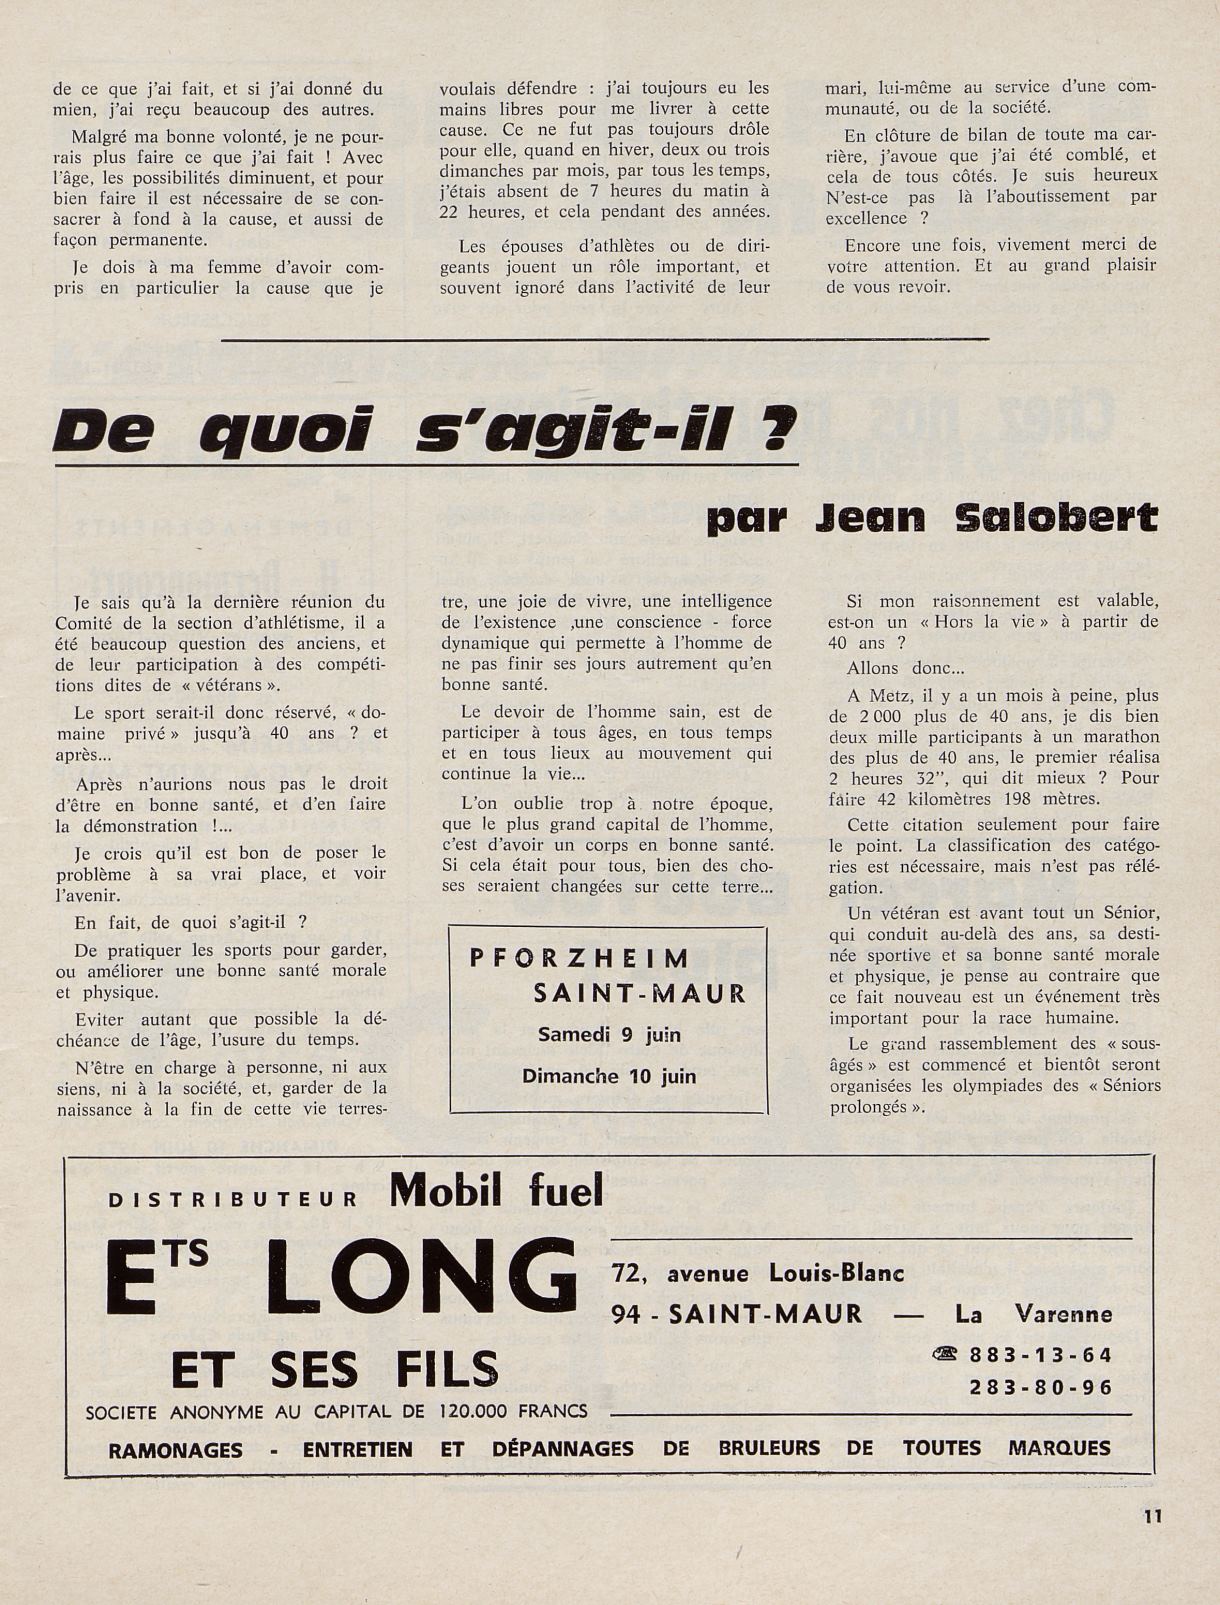 de ce que j'ai fait, et si j'ai donné du
mien, j'ai reçu beaucoup des autres.
Malgré ma bonne volonté, je ne pour-
rais plus faire ce que j'ai fait ! Avec
l'âge, les possibilités diminuent, et pour
bien faire il est nécessaire de se con-
sacrer à fond à la cause, et aussi de
façon permanente.
Je dois à ma femme d'avoir com-
pris en particulier la cause que je
voulais défendre : j'ai toujours eu les
mains libres pour me livrer à cette
cause. Ce ne fut pas toujours drôle
pour elle, quand en hiver, deux ou trois
dimanches par mois, par tous les temps,
j'étais absent de 7 heures du matin à
22 heures, et cela pendant des années.
Les épouses d'athlètes ou de diri-
geants jouent un rôle important, et
souvent ignoré dans l'activité de leur
mari, lui-même au service d'une com-
munauté, ou de la société.
En clôture de bilan de toute ma car-
rière, j'avoue que j'ai été comblé, et
cela de tous côtés. Je suis heureux
N'est-ce pas là l'aboutissement par
excellence ?
Encore une fois, vivement merci de
votre attention. Et au grand plaisir
de vous revoir.
De quoi s'agit-il ?
par Jean Salobert
Je sais qu'à la dernière réunion du
Comité de la section d'athlétisme, il a
été beaucoup question des anciens, et
de leur participation à des compéti-
tions dites de « vétérans ».
Le sport serait-il donc réservé, « do-
maine privé » jusqu'à 40 ans ? et
après...
Après n'aurions nous pas le droit
d'être en bonne santé, et d'en faire
la démonstration !...
Je crois qu'il est bon de poser le
problème à sa vrai place, et voir
l'avenir.
En fait, de quoi s'agit-il ?
De pratiquer les sports pour garder,
ou améliorer une bonne santé morale
et physique.
Eviter autant que possible la dé-
chéance de l'âge, l'usure du temps.
N'être en charge à personne, ni aux
siens, ni à la société, et, garder de la
naissance à la fin de cette vie terres-
tre, une joie de vivre, une intelligence
de l'existence ,une conscience - force
dynamique qui permette à l'homme de
ne pas finir ses jours autrement qu'en
bonne santé.
Le devoir de l'homme sain, est de
participer à tous âges, en tous temps
et en tous lieux au mouvement qui
continue la vie...
L'on oublie trop à notre époque,
que le plus grand capital de l'homme,
c'est d'avoir un corps en bonne santé.
Si cela était pour tous, bien des cho-
ses seraient changées sur cette terre...
PFORZHEIM
SAINT-MAUR
Samedi 9 juin
Dimanche 10 juin
Si mon raisonnement est valable,
est-on un « Hors la vie » à partir de
40 ans ?
Allons donc...
A Metz, il y a un mois à peine, plus
de 2 000 plus de 40 ans, je dis bien
deux mille participants à un marathon
des plus de 40 ans, le premier réalisa
2 heures 32'', qui dit mieux ? Pour
faire 42 kilomètres 198 mètres.
Cette citation seulement pour faire
le point. La classification des catégo-
ries est nécessaire, mais n'est pas rélé-
gation.
Un vétéran est avant tout un Sénior,
qui conduit au-delà des ans, sa desti-
née sportive et sa bonne santé morale
et physique, je pense au contraire que
ce fait nouveau est un événement très
important pour la race humaine.
Le grand rassemblement des « sous-
âgés » est commencé et bientôt seront
organisées les olympiades des « Séniors
prolongés ».
DISTRIBUTEUR Mobil fuel
ETS LONG
ET SES FILS
SOCIETE ANONYME AU CAPITAL DE 120.000 FRANCS
72, avenue Louis-Blanc
94 - SAINT-MAUR — La Varenne
☎ 883-13-64
283-80-96
RAMONAGES - ENTRETIEN ET DÉPANNAGES DE BRULEURS DE TOUTES MARQUES
11